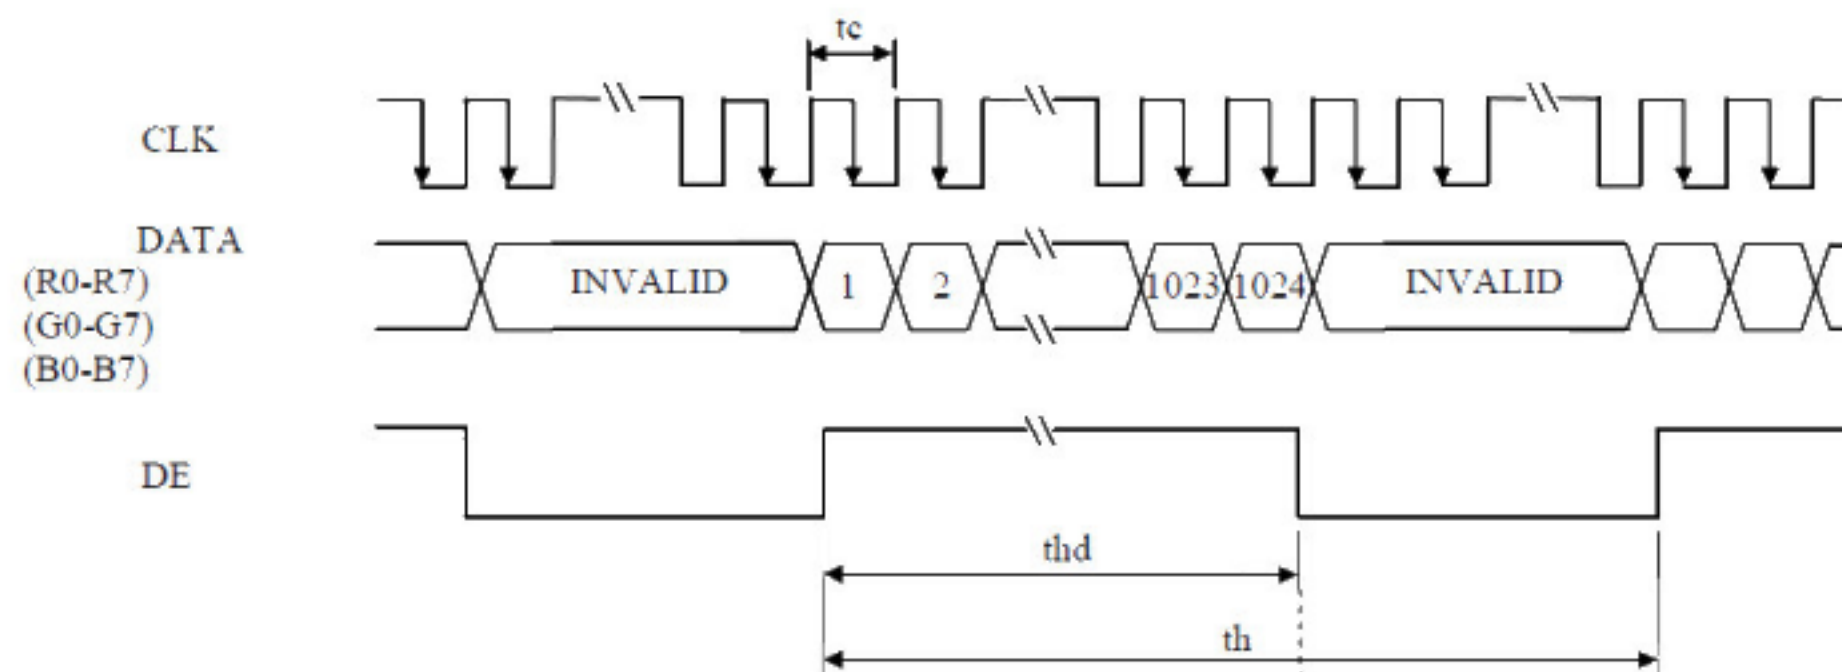 tc
CLK
DATA
(R0-R7)
(G0-G7)
(B0-B7)
INVALID
1
2
1023
1024
INVALID
DE
thd
th